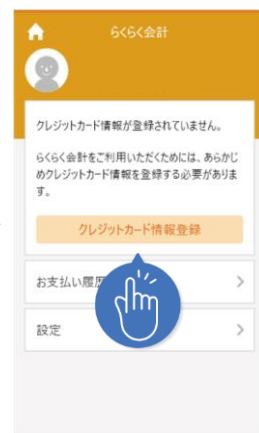 らくらく会計
クレジットカード情報が登録されていません。
らくらく会計をご利用いただくためには、あらかじ
めクレジットカード情報を登録する必要がありま
す。
クレジットカード情報登録
お支払い履歴
設定